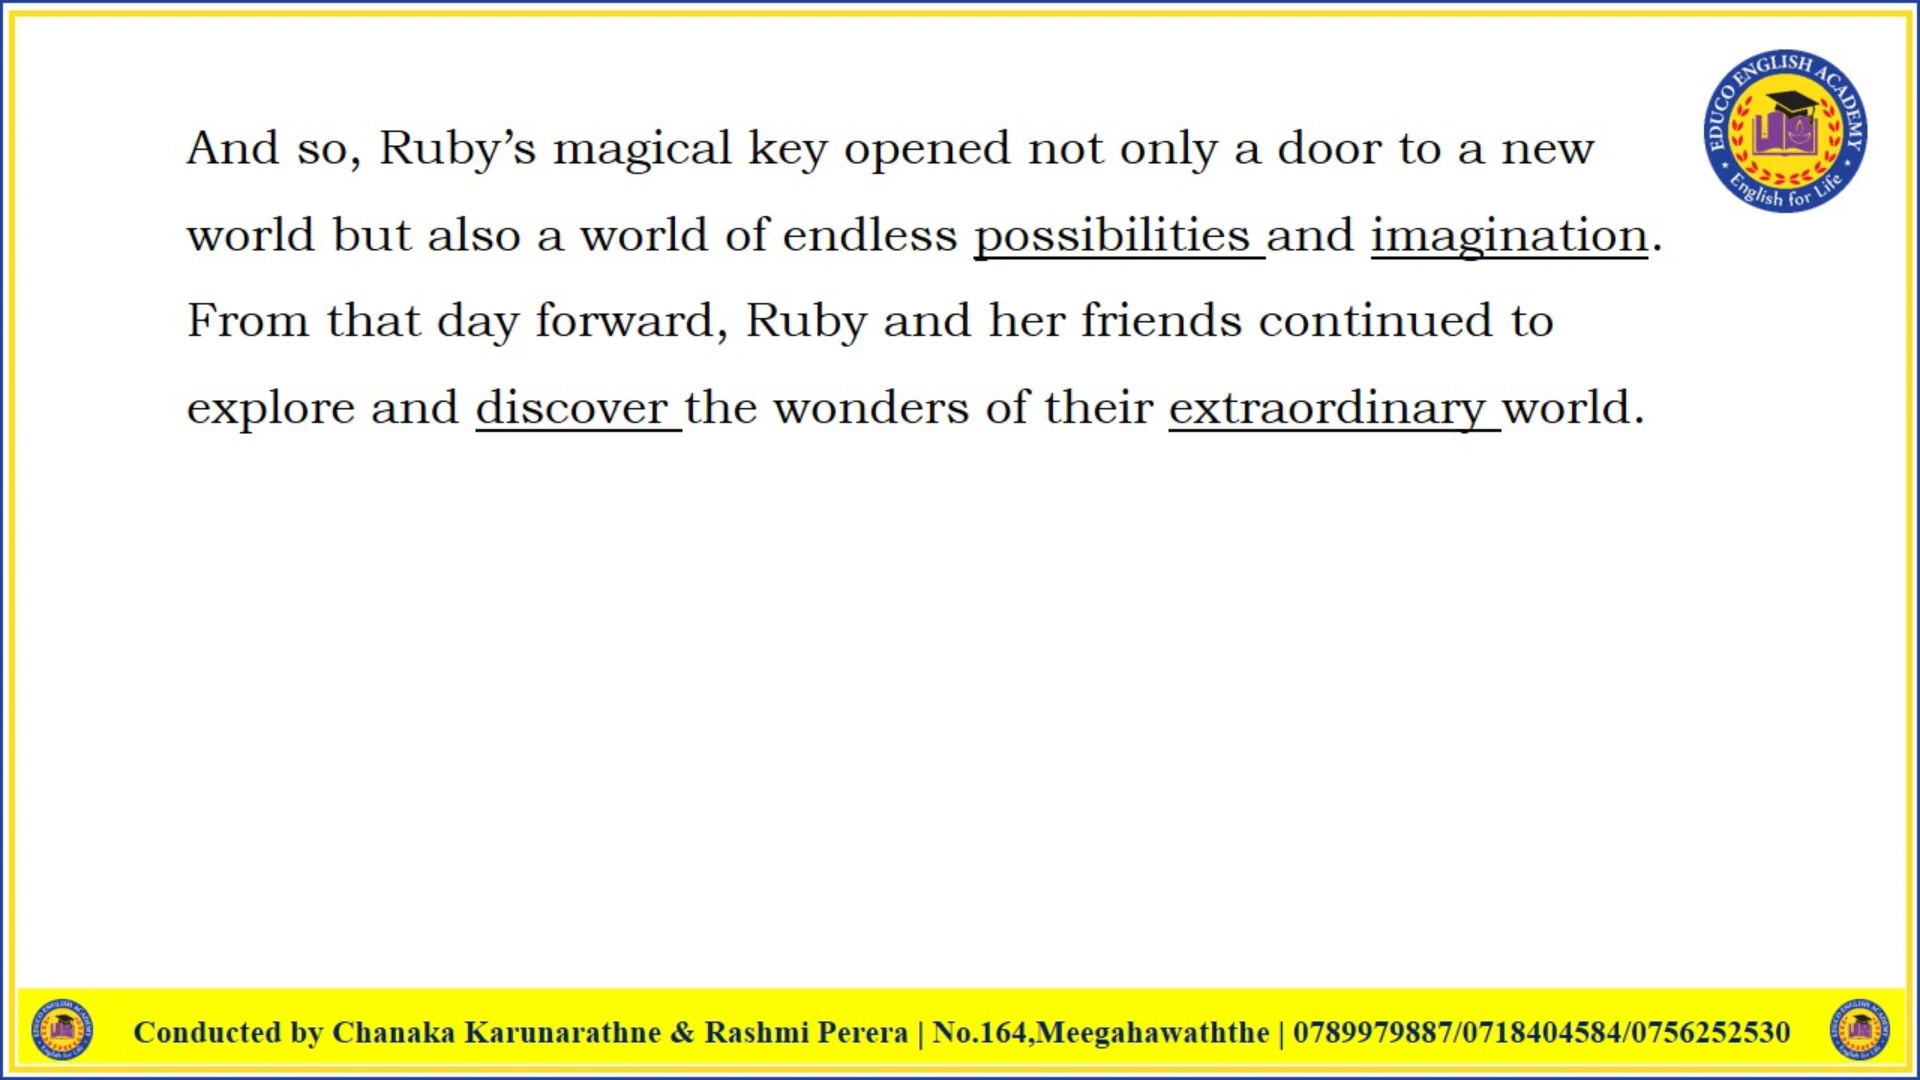 And so, Ruby’s magical key opened not only a door to a new
world but also a world of endless possibilities and imagination.
From that day forward, Ruby and her friends continued to
explore and discover the wonders of their extraordinary world.
EDUCO ENGLISH ACADEMY
English for Life
Conducted by Chanaka Karunarathne & Rashmi Perera | No.164,Meegahawaththe | 0789979887/0718404584/0756252530